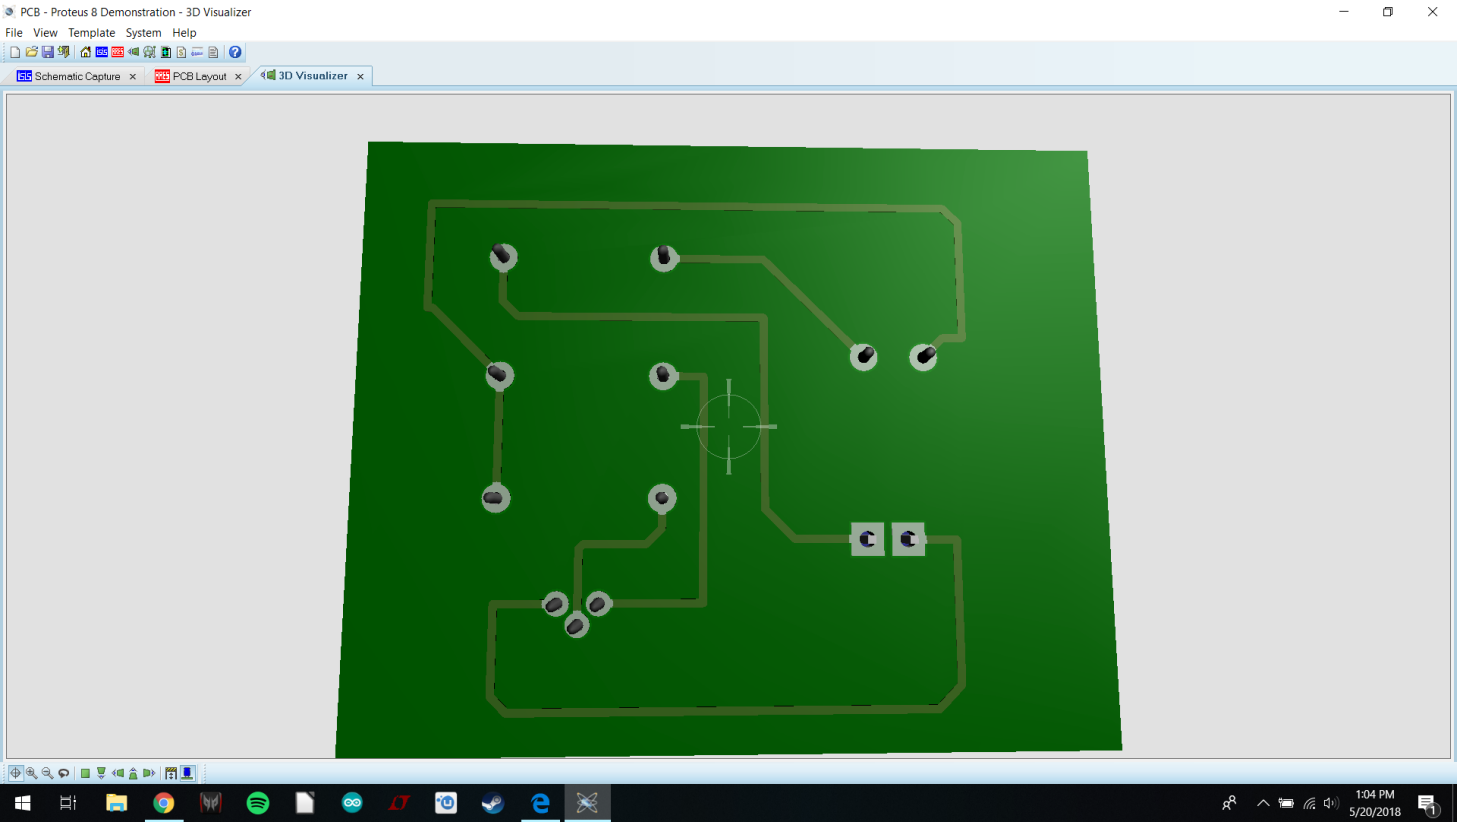 PCB - Proteus 8 Demonstration - 3D Visualizer
File View Template System Help
Schematic Capture PCB Layout 3D Visualizer
1:04 PM
5/20/2018
1